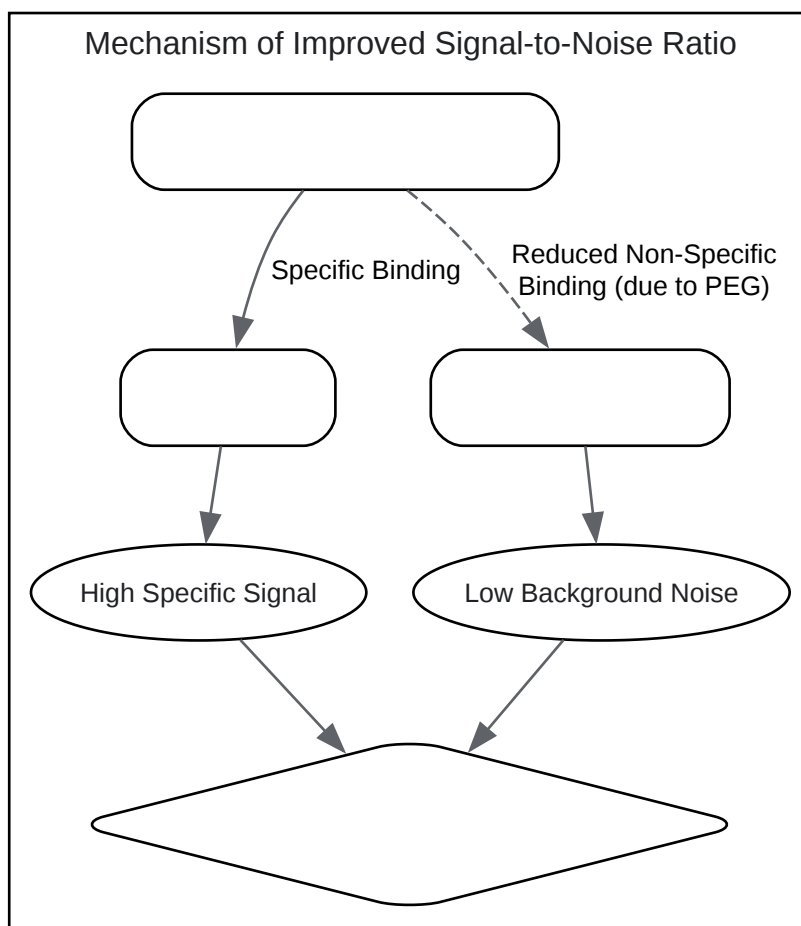 Mechanism of Improved Signal-to-Noise Ratio
Specific Binding
Reduced Non-Specific
Binding (due to PEG)
High Specific Signal
Low Background Noise